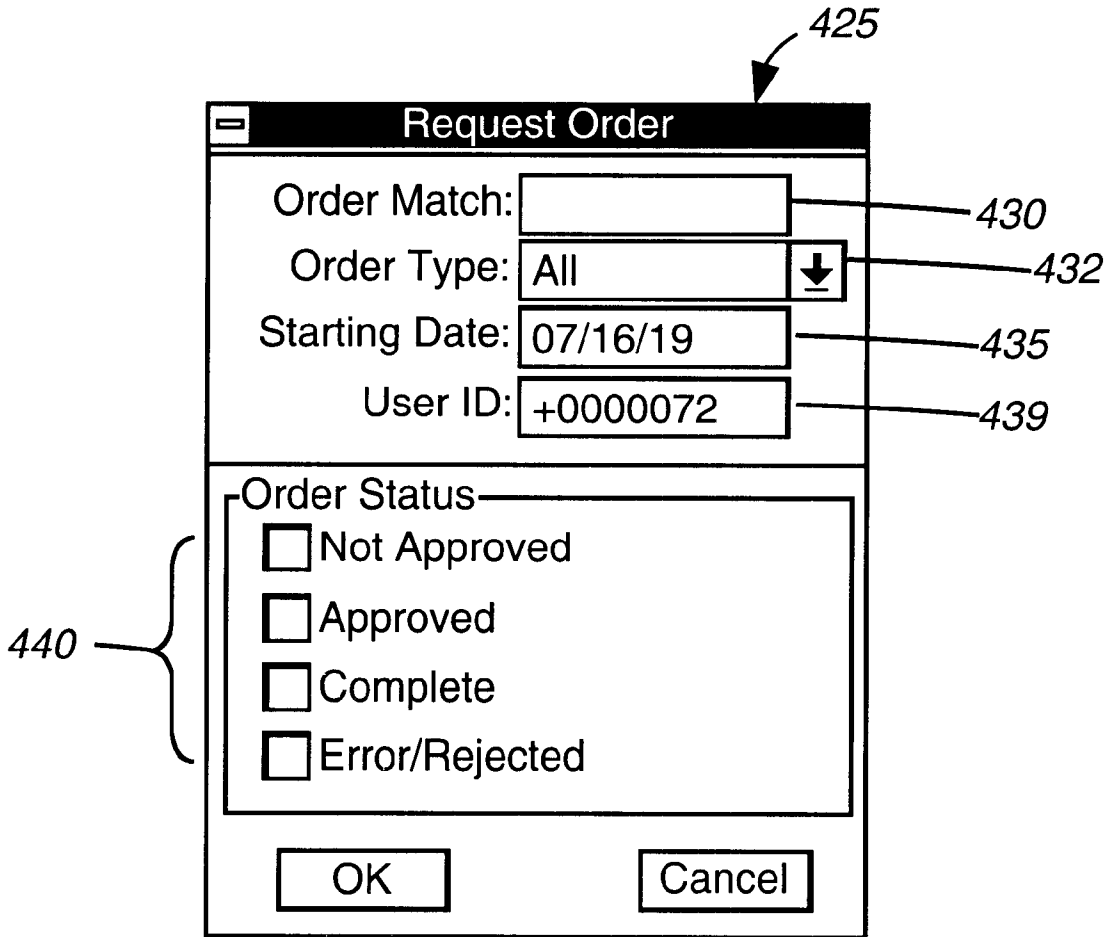 425
Request Order
Order Match: 430
Order Type: All 432
Starting Date: 07/16/19 435
User ID: +0000072 439
Order Status
Not Approved
Approved
440
Complete
Error/Rejected
OK Cancel